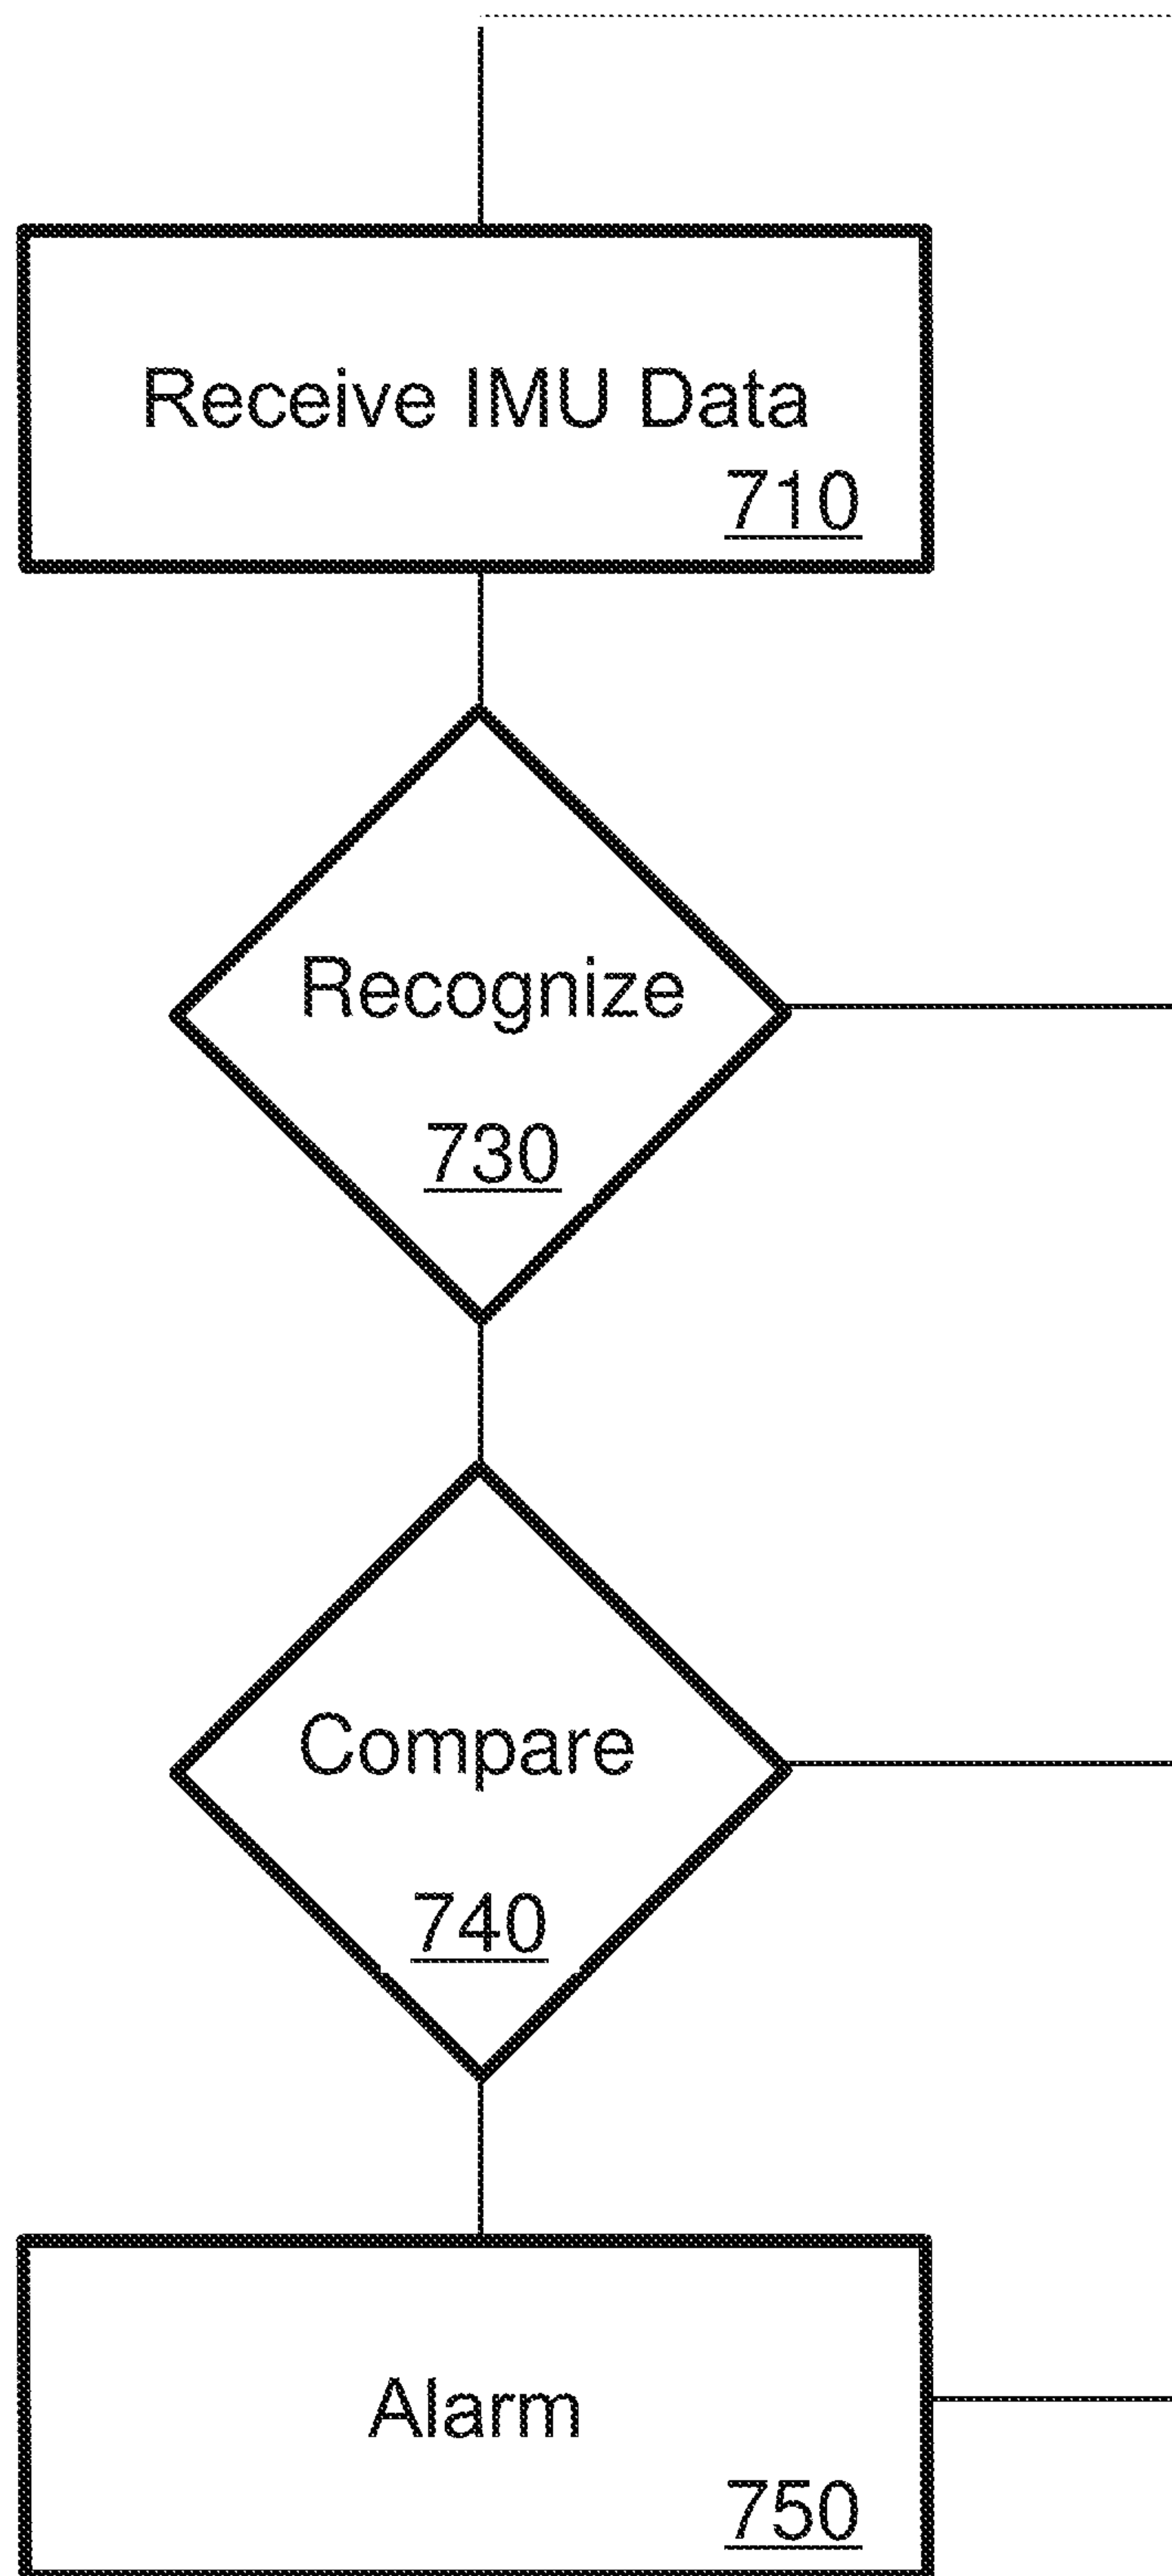 Receive IMU Data
710
Recognize
730
Compare
740
Alarm
750